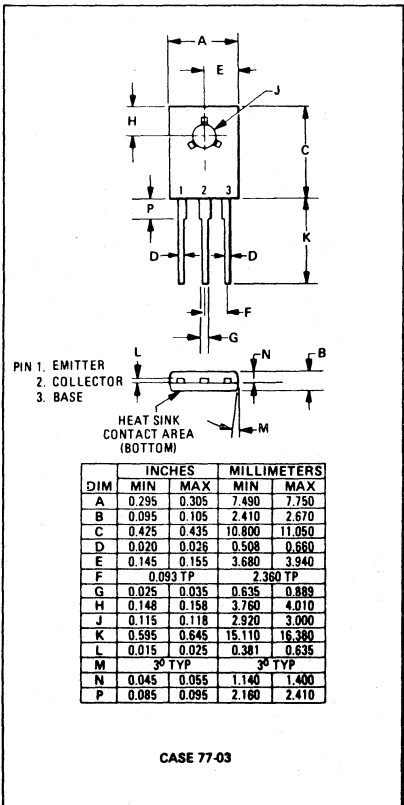 A
E
J
H
C
1 2 3
P
K
D D
F
G
L N B
PIN 1. EMITTER
2. COLLECTOR
3. BASE
M
HEAT SINK
CONTACT AREA
(BOTTOM)
INCHES MILLIMETERS
DIM MIN MAX MIN MAX
A 0.295 0.305 7.490 7.750
B 0.095 0.105 2.410 2.670
C 0.425 0.435 10.800 11.050
D 0.020 0.026 0.508 0.660
E 0.145 0.155 3.680 3.940
F 0.093 TP 2.360 TP
G 0.025 0.035 0.635 0.889
H 0.148 0.158 3.760 4.010
J 0.115 0.118 2.920 3.000
K 0.595 0.645 15.110 16.380
L 0.015 0.025 0.381 0.635
M 3º TYP 3º TYP
N 0.045 0.055 1.140 1.400
P 0.085 0.095 2.160 2.410
CASE 77-03